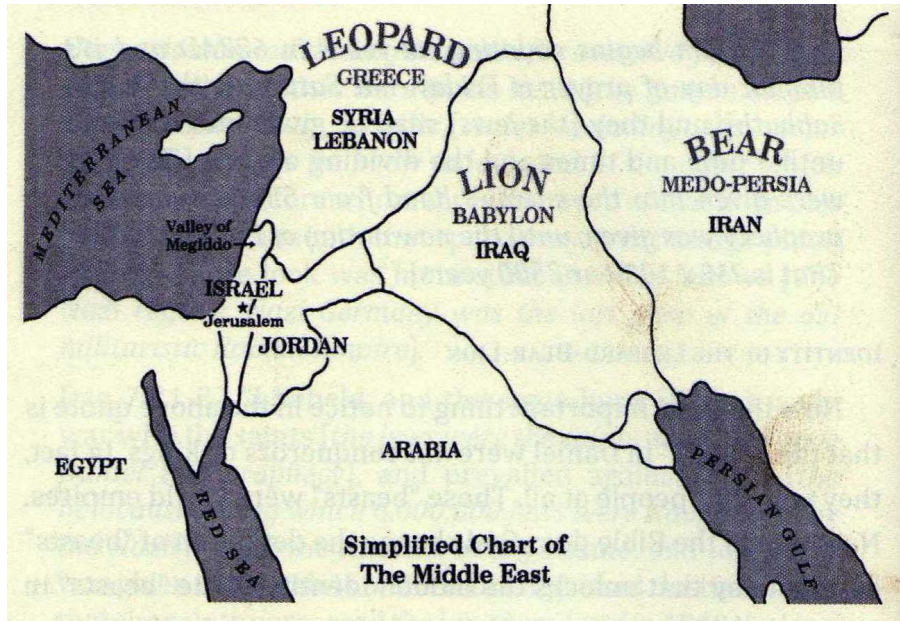 LEOPARD
GREECE
SYRIA
LEBANON
MEDITERRANEAN
SEA
BEAR
MEDO-PERSIA
IRAN
LION
BABYLON
IRAQ
Valley of
Megiddo
ISRAEL
Jerusalem
JORDAN
EGYPT
RED SEA
ARABIA
PERSIAN GULF
Simplified Chart of
The Middle East